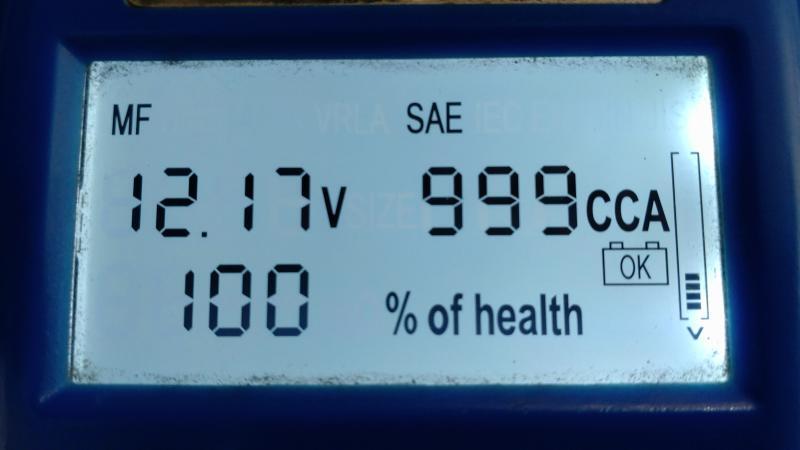 MF SAE
12.17V 999CCA
OK
100 % of health
V